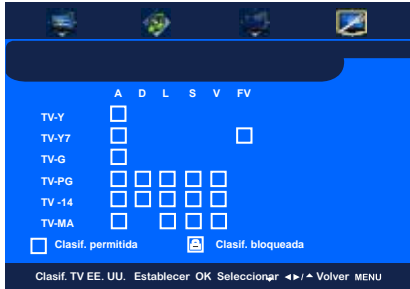 A D L S V FV
TV-Y
TV-Y7
TV-G
TV-PG
TV -14
TV-MA
Clasif. permitida Clasif. bloqueada
Clasif. TV EE. UU. Establecer OK Seleccionar ◄►/▲ Volver MENU